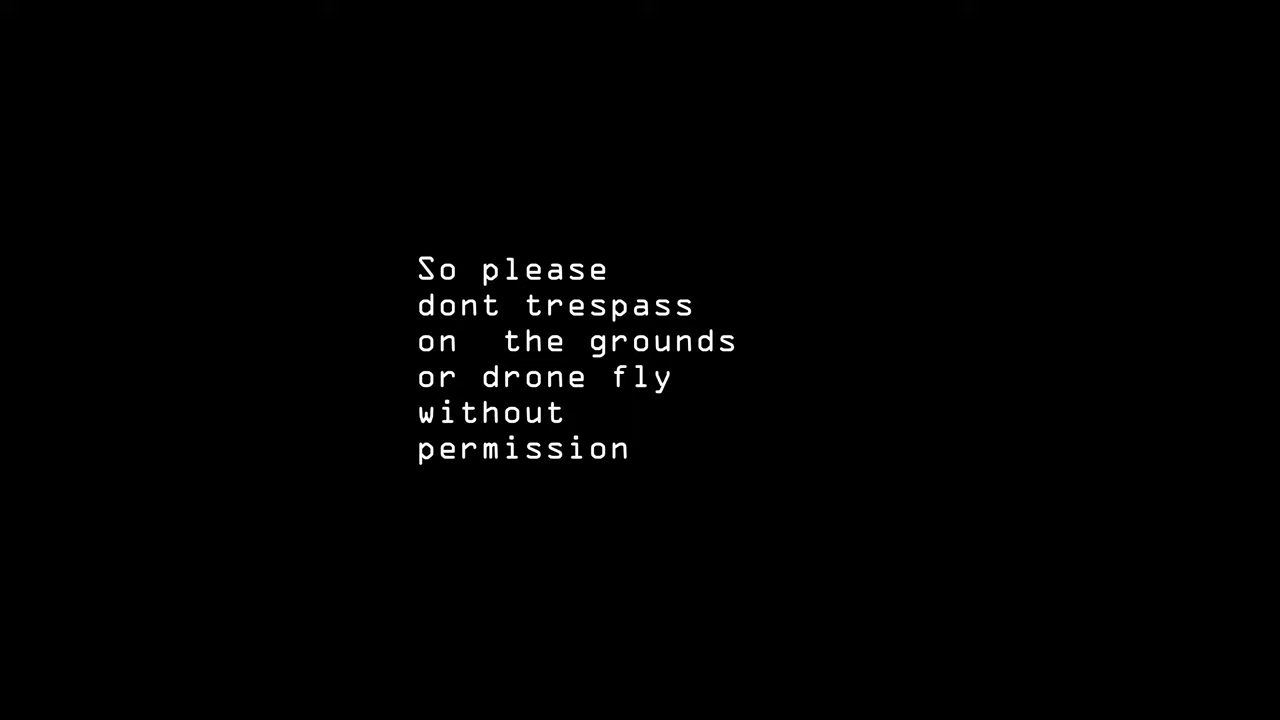 So please
dont trespass
on  the grounds
or drone fly
without
permission